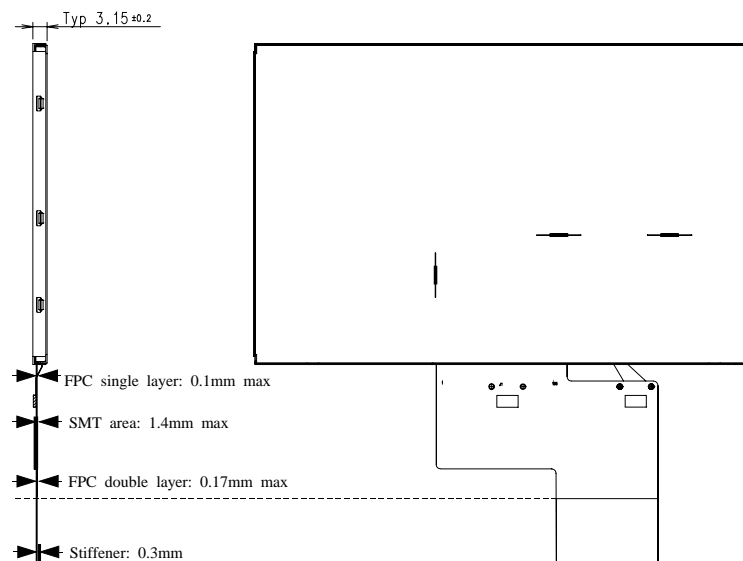 Typ 3.15±0.2
FPC single layer: 0.1mm max
SMT area: 1.4mm max
FPC double layer: 0.17mm max
Stiffener: 0.3mm